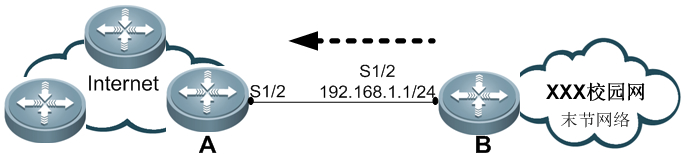 Internet
S1/2
A
S1/2
192.168.1.1/24
B
XXX校园网
末节网络